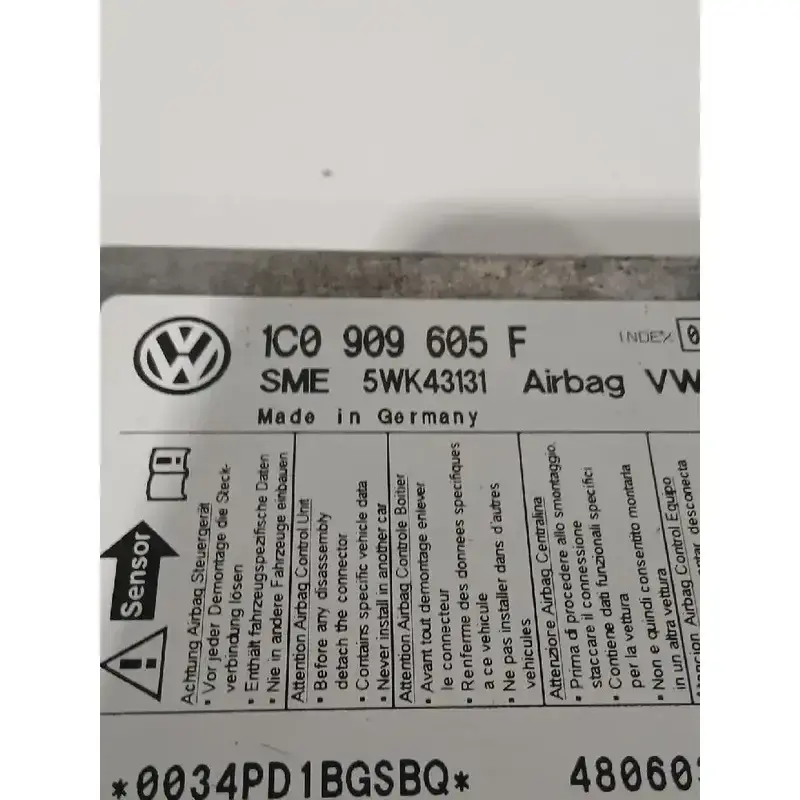 1C0 909 605 F INDEX 0
SME 5WK43131 Airbag VW
Made in Germany
Sensor
Achtung Airbag Steuergerät
• Vor jeder Demontage die Steck-
verbindung lösen
• Enthält fahrzeugspezifische Daten
• Nie in andere Fahrzeuge einbauen
Attention Airbag Control Unit
• Before any disassembly
detach the connector
• Contains specific vehicle data
• Never install in another car
Attention Airbag Controle Boitier
• Avant tout demontage enlever
le connecteur
• Renferme des donnees specifiques
a ce vehicule
• Ne pas installer dans d'autres
vehicules
Attenzione Airbag Centralina
• Prima di procedere allo smontaggio,
staccare il connessione
• Contiene dati funzionali specifici
per la vettura
• Non e quindi consentito montarla
in un altra vettura
Atencion Airbag Control Equipo
desconecta
*0034PD1BGSBQ* 48060